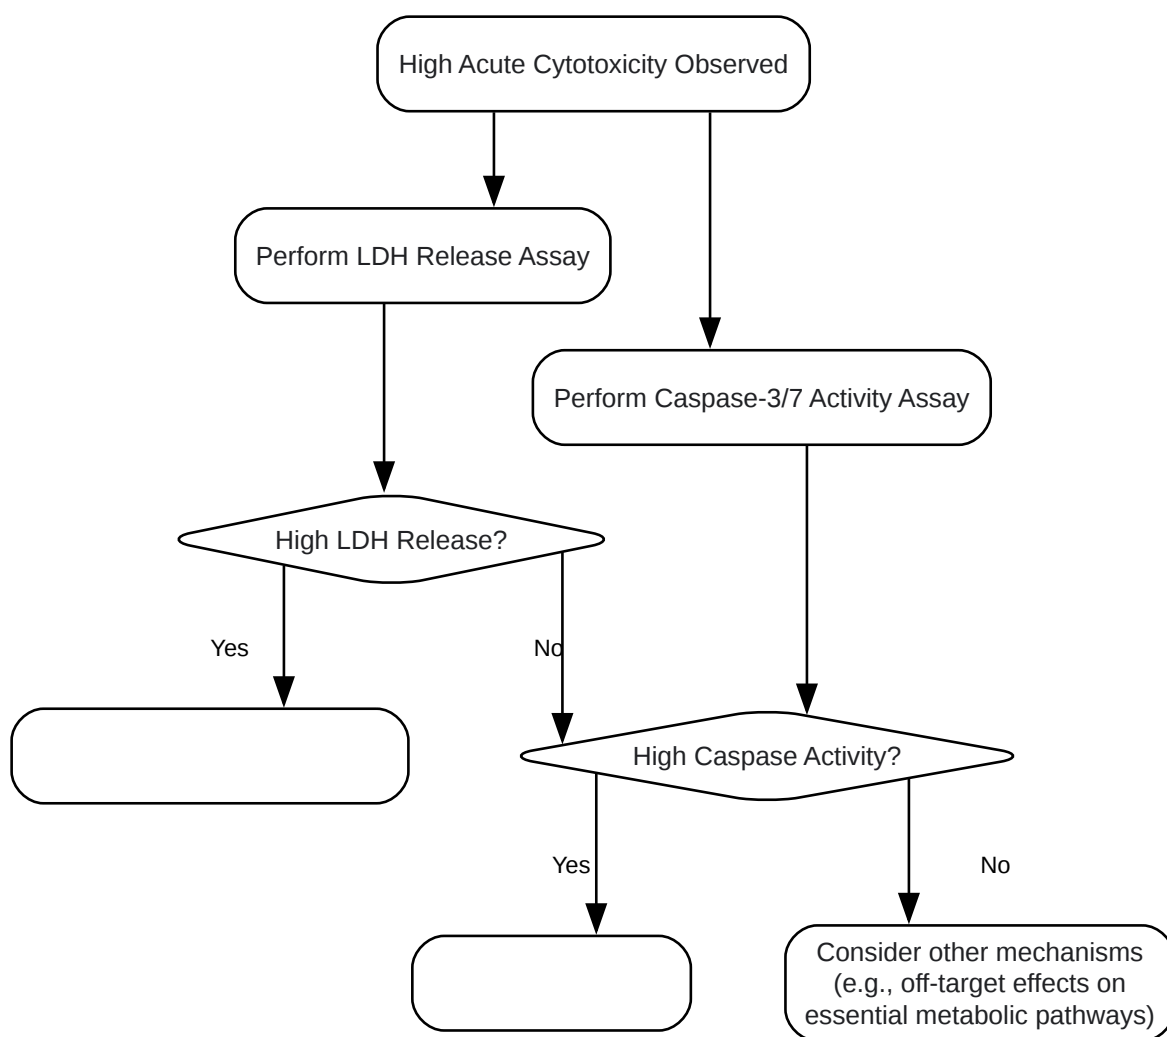 High Acute Cytotoxicity Observed
Perform LDH Release Assay
Perform Caspase-3/7 Activity Assay
High LDH Release?
Yes
No
High Caspase Activity?
Yes
No
Consider other mechanisms
(e.g., off-target effects on
essential metabolic pathways)